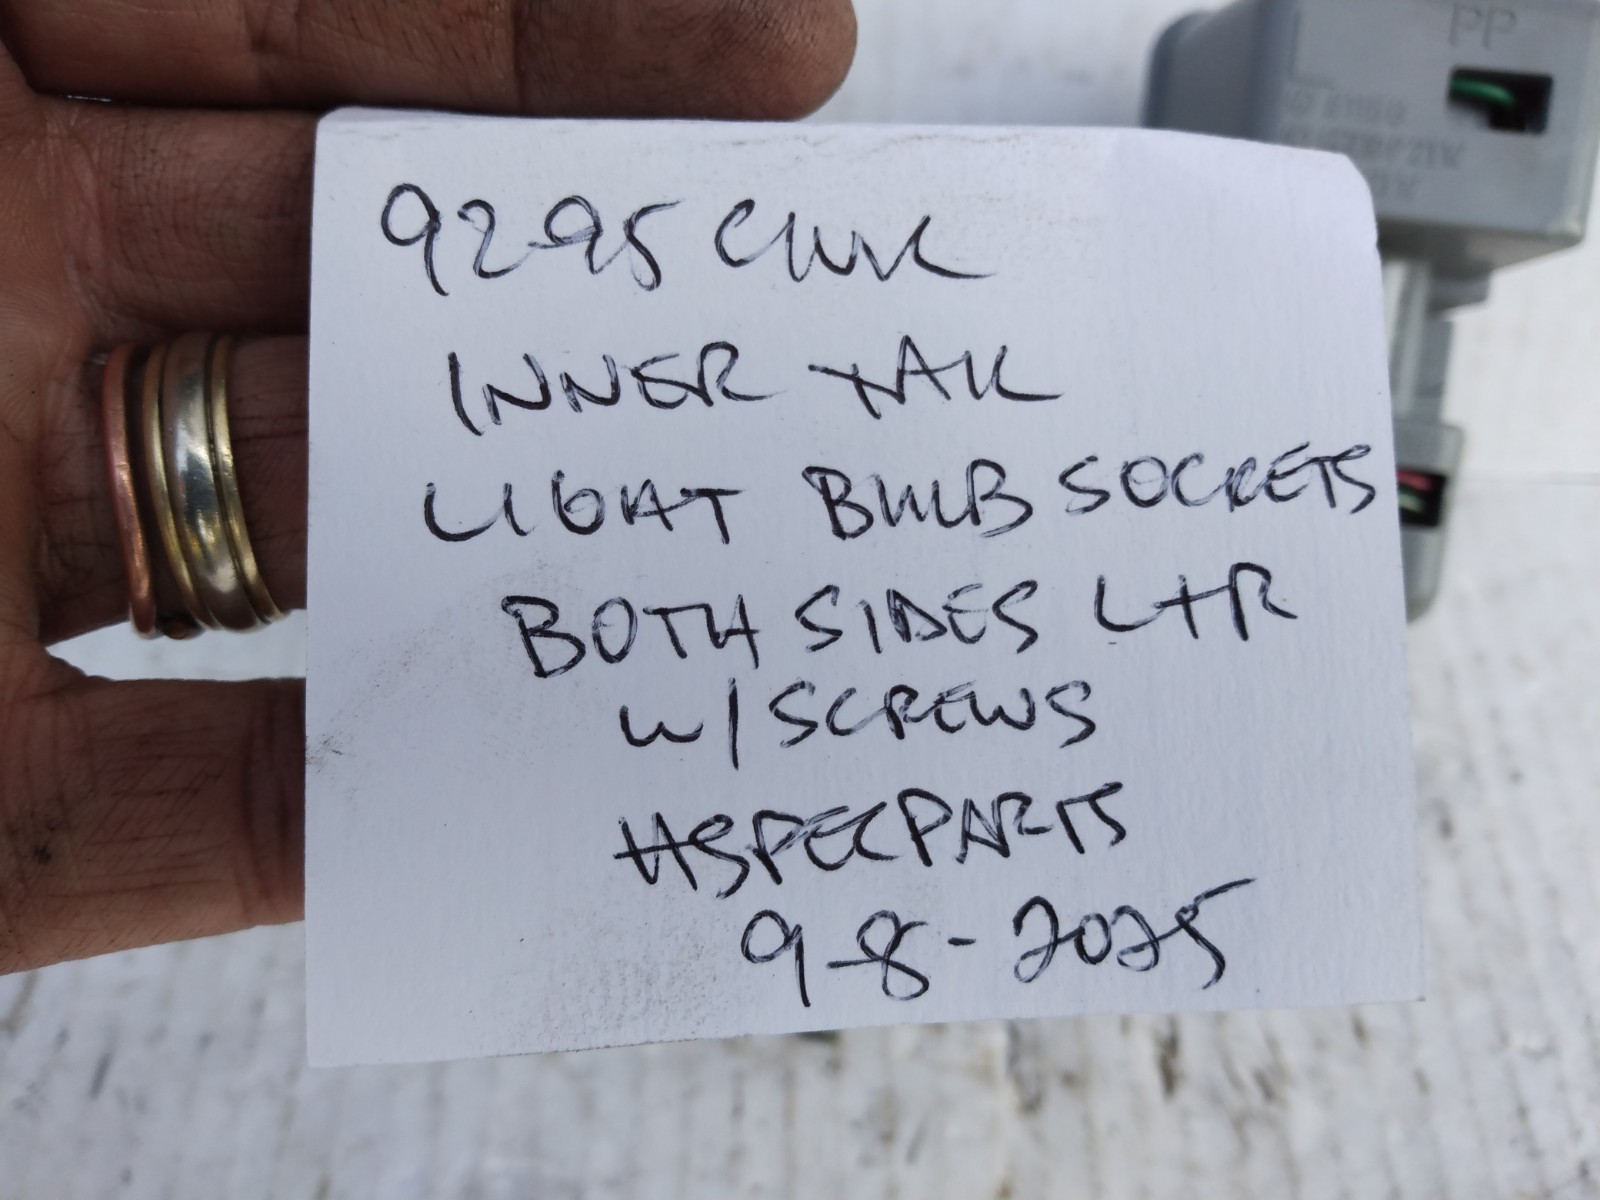 92-95 CIVIC
INNER TAIL
LIGHT BULB SOCKETS
BOTH SIDES L+R
W/ SCREWS
HSPECPARTS
9-8-2025
PP